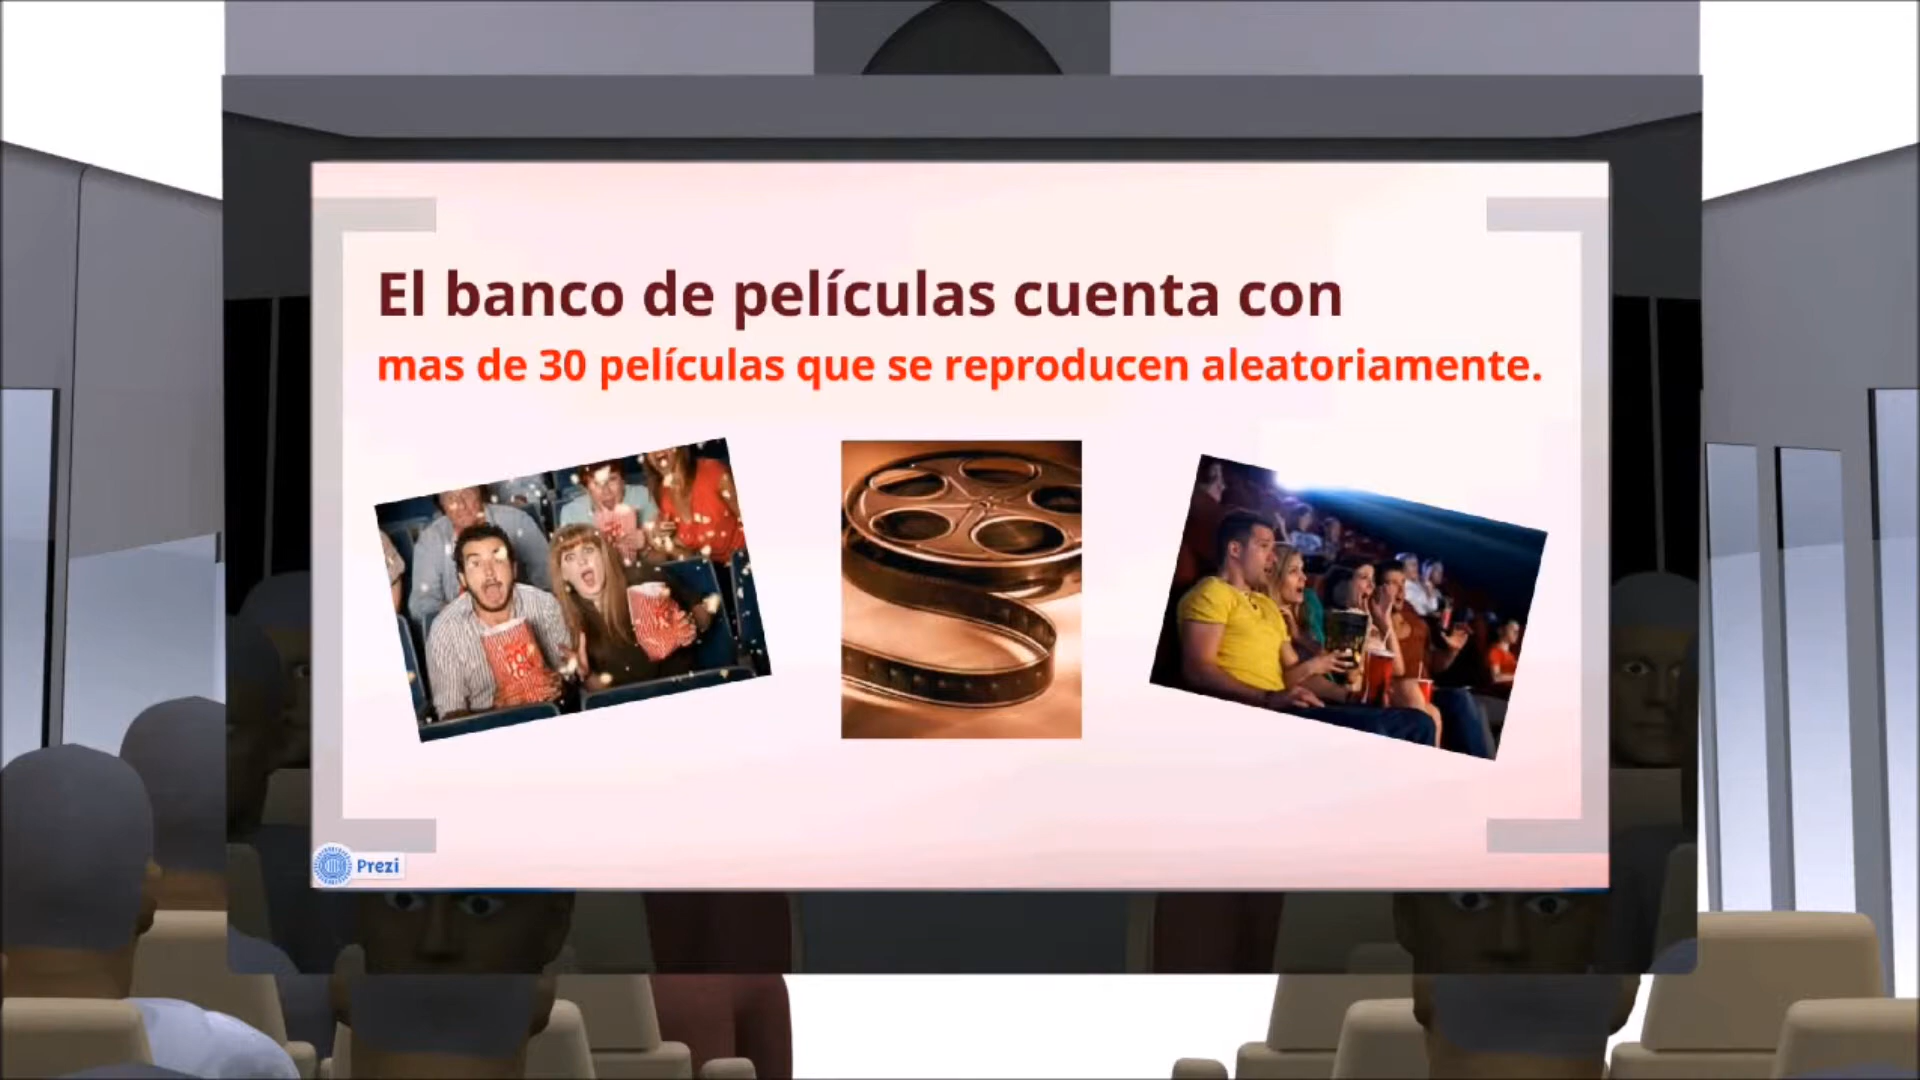 El banco de películas cuenta con
mas de 30 películas que se reproducen aleatoriamente.
Prezi